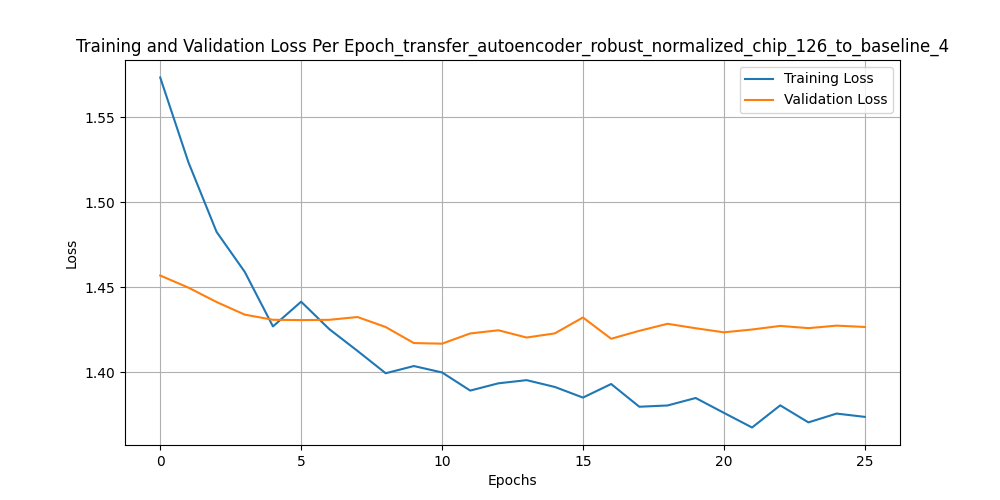 Training and Validation Loss Per Epoch_transfer_autoencoder_robust_normalized_chip_126_to_baseline_4
Training Loss
Validation Loss
1.55
1.50
1.45
1.40
Loss
0 5 10 15 20 25
Epochs